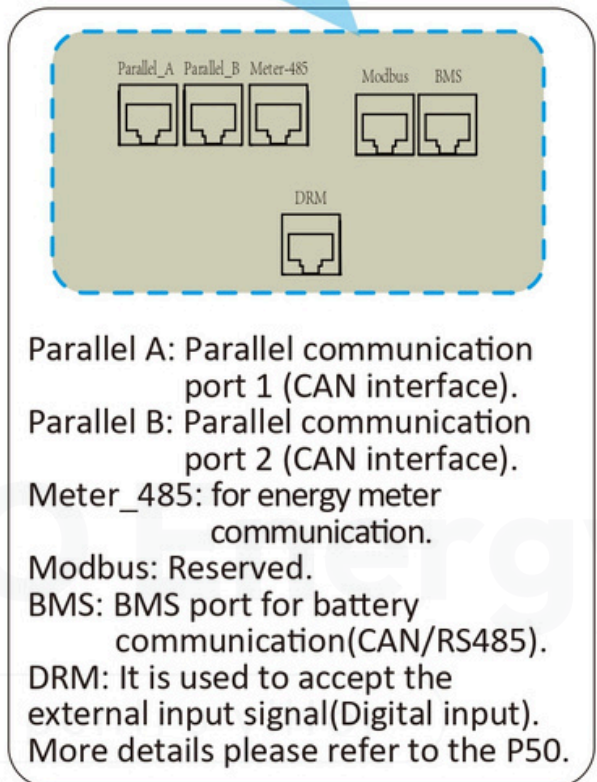 Parallel_A Parallel_B Meter-485 Modbus BMS
DRM
Parallel A: Parallel communication
port 1 (CAN interface).
Parallel B: Parallel communication
port 2 (CAN interface).
Meter_485: for energy meter
communication.
Modbus: Reserved.
BMS: BMS port for battery
communication(CAN/RS485).
DRM: It is used to accept the
external input signal(Digital input).
More details please refer to the P50.